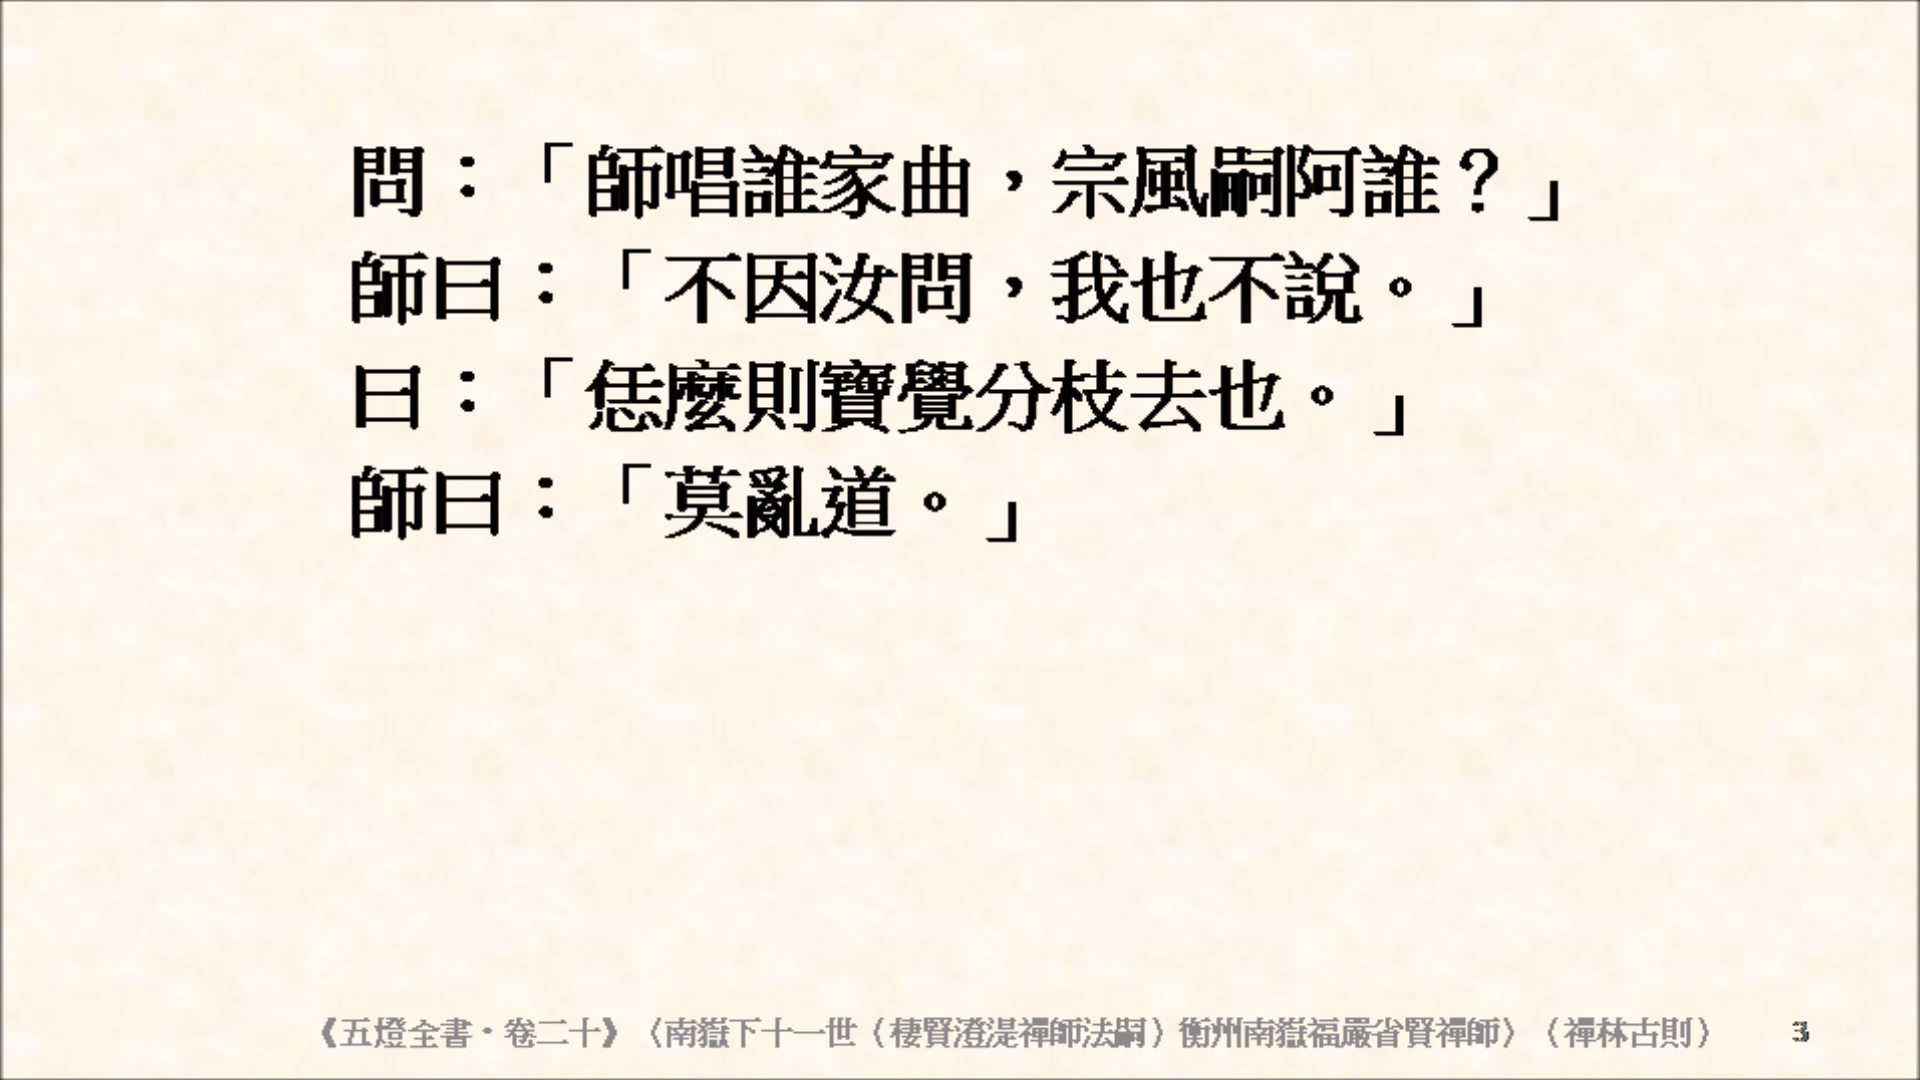 問：「師唱誰家曲，宗風嗣阿誰？」
師曰：「不因汝問，我也不說。」
曰：「恁麼則寶覺分枝去也。」
師曰：「莫亂道。」
《五燈全書‧卷二十》〈南嶽下十一世（棲賢澄湜禪師法嗣）衡州南嶽福嚴省賢禪師〉（禪林古則） 3